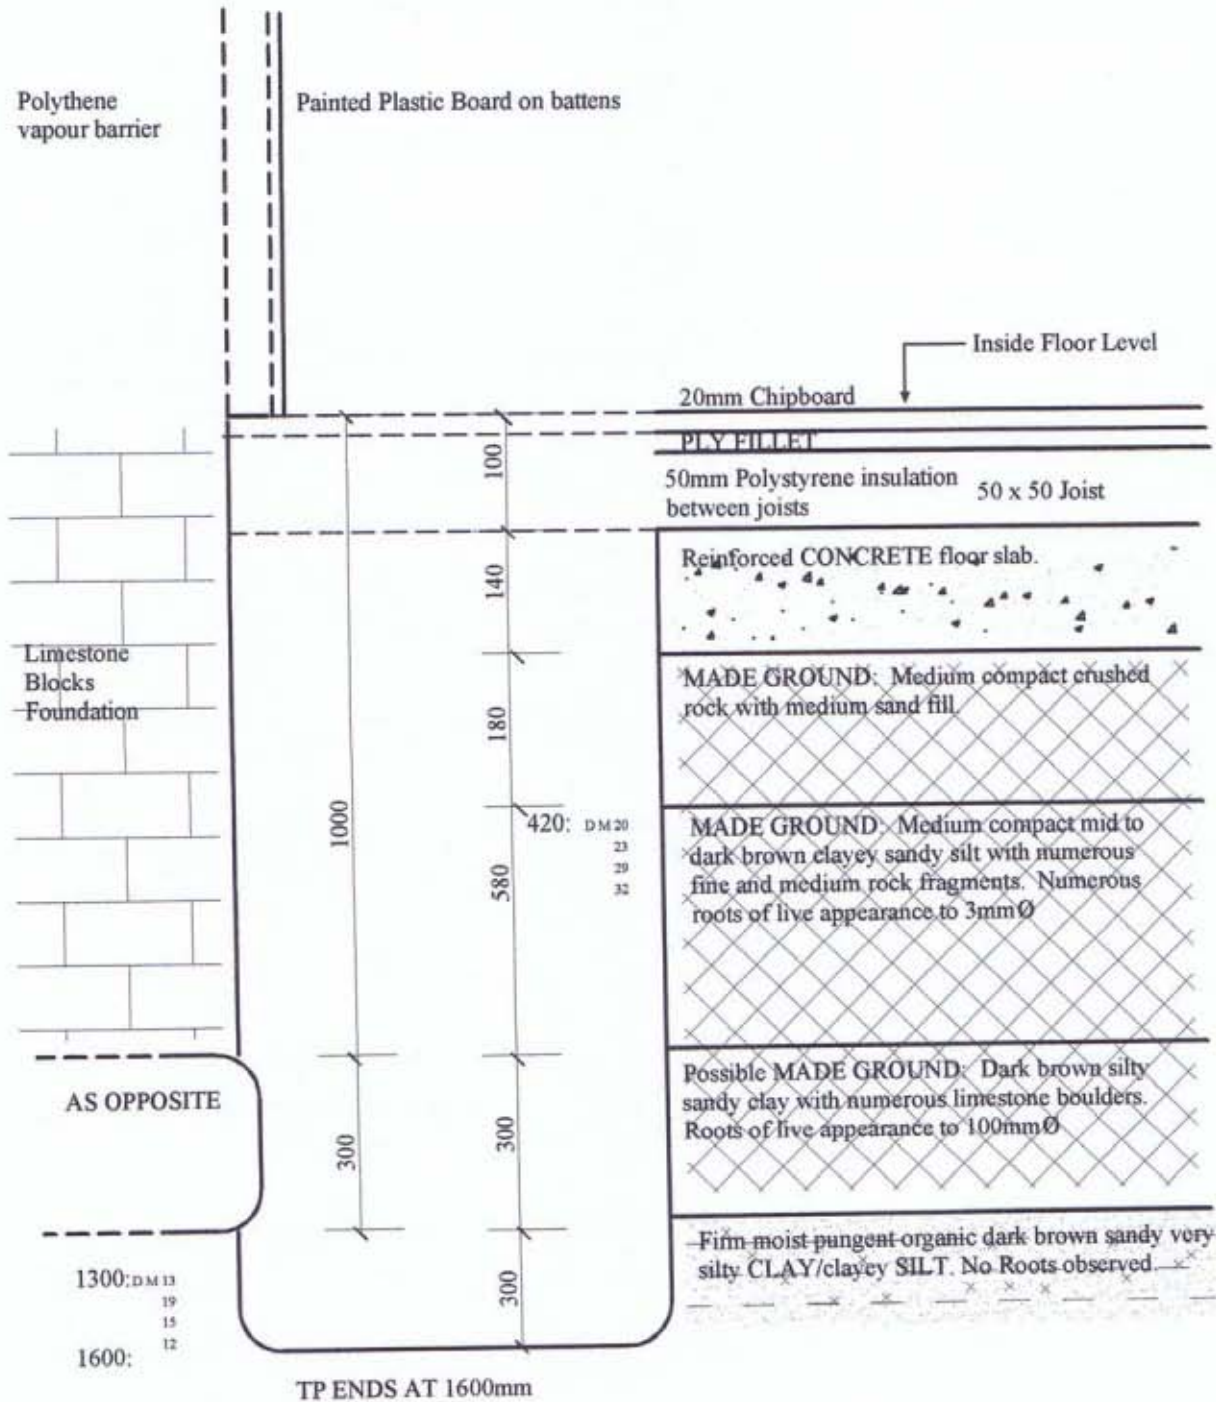 Polythene
vapour barrier
Painted Plastic Board on battens
Inside Floor Level
20mm Chipboard
PLY FILLET
100
50mm Polystyrene insulation
between joists
50 x 50 Joist
140
Reinforced CONCRETE floor slab.
Limestone
Blocks
Foundation
180
MADE GROUND: Medium compact crushed
rock with medium sand fill.
1000
580
420: DM20
23
29
32
MADE GROUND: Medium compact mid to
dark brown clayey sandy silt with numerous
fine and medium rock fragments. Numerous
roots of live appearance to 3mmØ
AS OPPOSITE
300
300
Possible MADE GROUND: Dark brown silty
sandy clay with numerous limestone boulders.
Roots of live appearance to 100mmØ
1300: DM 13
19
15
12
1600:
300
Firm moist pungent organic dark brown sandy very
silty CLAY/clayey SILT. No Roots observed.
TP ENDS AT 1600mm